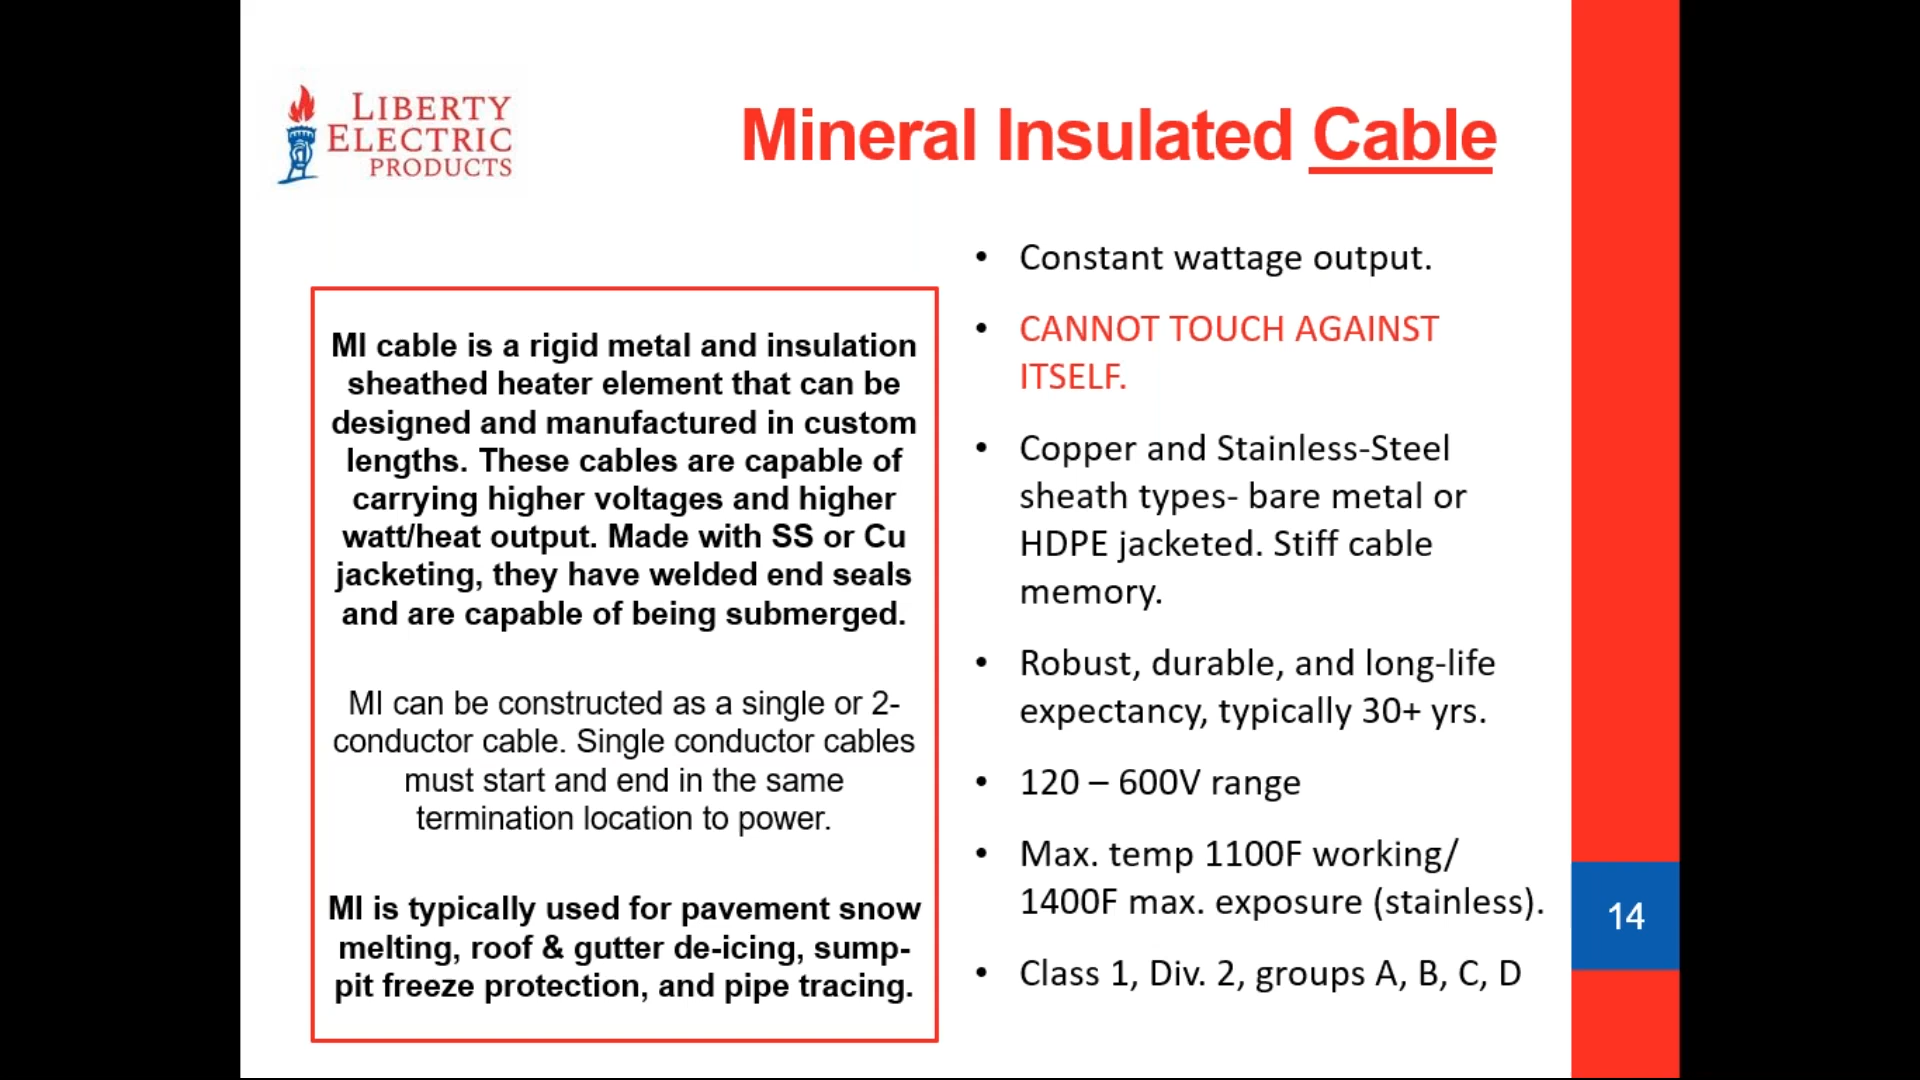 LIBERTY
ELECTRIC
PRODUCTS
Mineral Insulated Cable
MI cable is a rigid metal and insulation
sheathed heater element that can be
designed and manufactured in custom
lengths. These cables are capable of
carrying higher voltages and higher
watt/heat output. Made with SS or Cu
jacketing, they have welded end seals
and are capable of being submerged.
MI can be constructed as a single or 2-
conductor cable. Single conductor cables
must start and end in the same
termination location to power.
MI is typically used for pavement snow
melting, roof & gutter de-icing, sump-
pit freeze protection, and pipe tracing.
• Constant wattage output.
• CANNOT TOUCH AGAINST
ITSELF.
• Copper and Stainless-Steel
sheath types- bare metal or
HDPE jacketed. Stiff cable
memory.
• Robust, durable, and long-life
expectancy, typically 30+ yrs.
• 120 – 600V range
• Max. temp 1100F working/
1400F max. exposure (stainless).
• Class 1, Div. 2, groups A, B, C, D
14